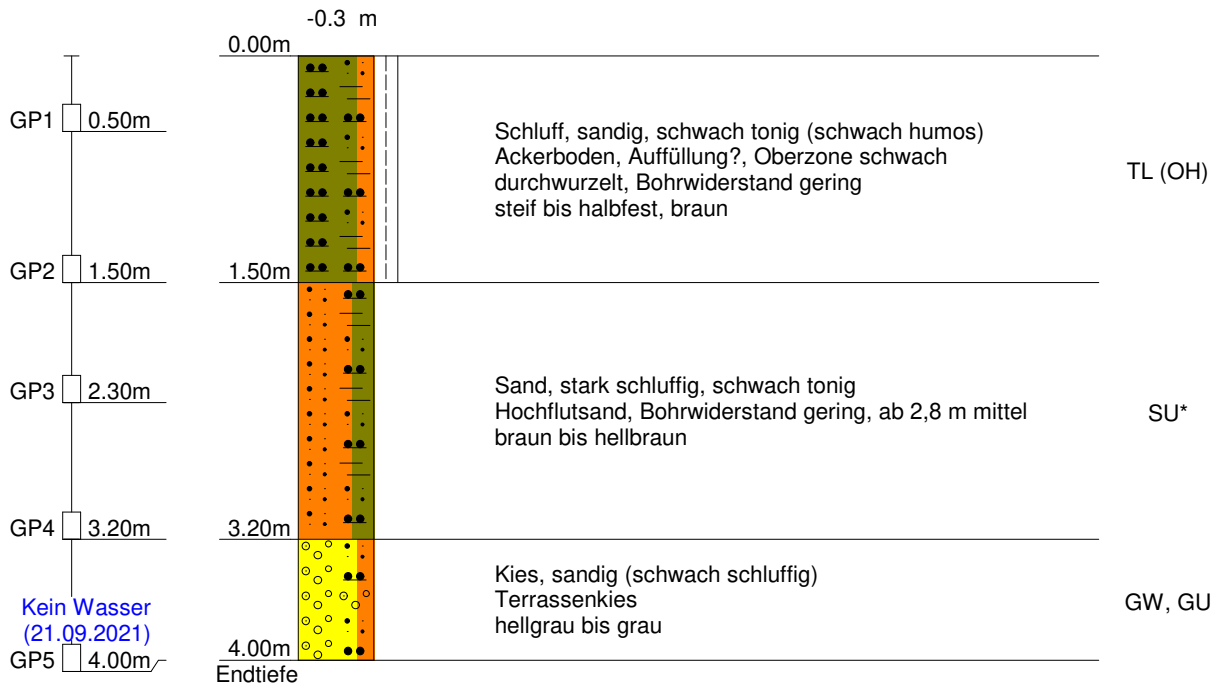 -0.3 m
0.00m
GP1 0.50m
Schluff, sandig, schwach tonig (schwach humos)
Ackerboden, Auffüllung?, Oberzone schwach
durchwurzelt, Bohrwiderstand gering
steif bis halbfest, braun
TL (OH)
GP2 1.50m
1.50m
GP3 2.30m
Sand, stark schluffig, schwach tonig
Hochflutsand, Bohrwiderstand gering, ab 2,8 m mittel
braun bis hellbraun
SU*
GP4 3.20m
3.20m
Kies, sandig (schwach schluffig)
Terrassenkies
hellgrau bis grau
GW, GU
Kein Wasser
(21.09.2021)
GP5 4.00m
4.00m
Endtiefe